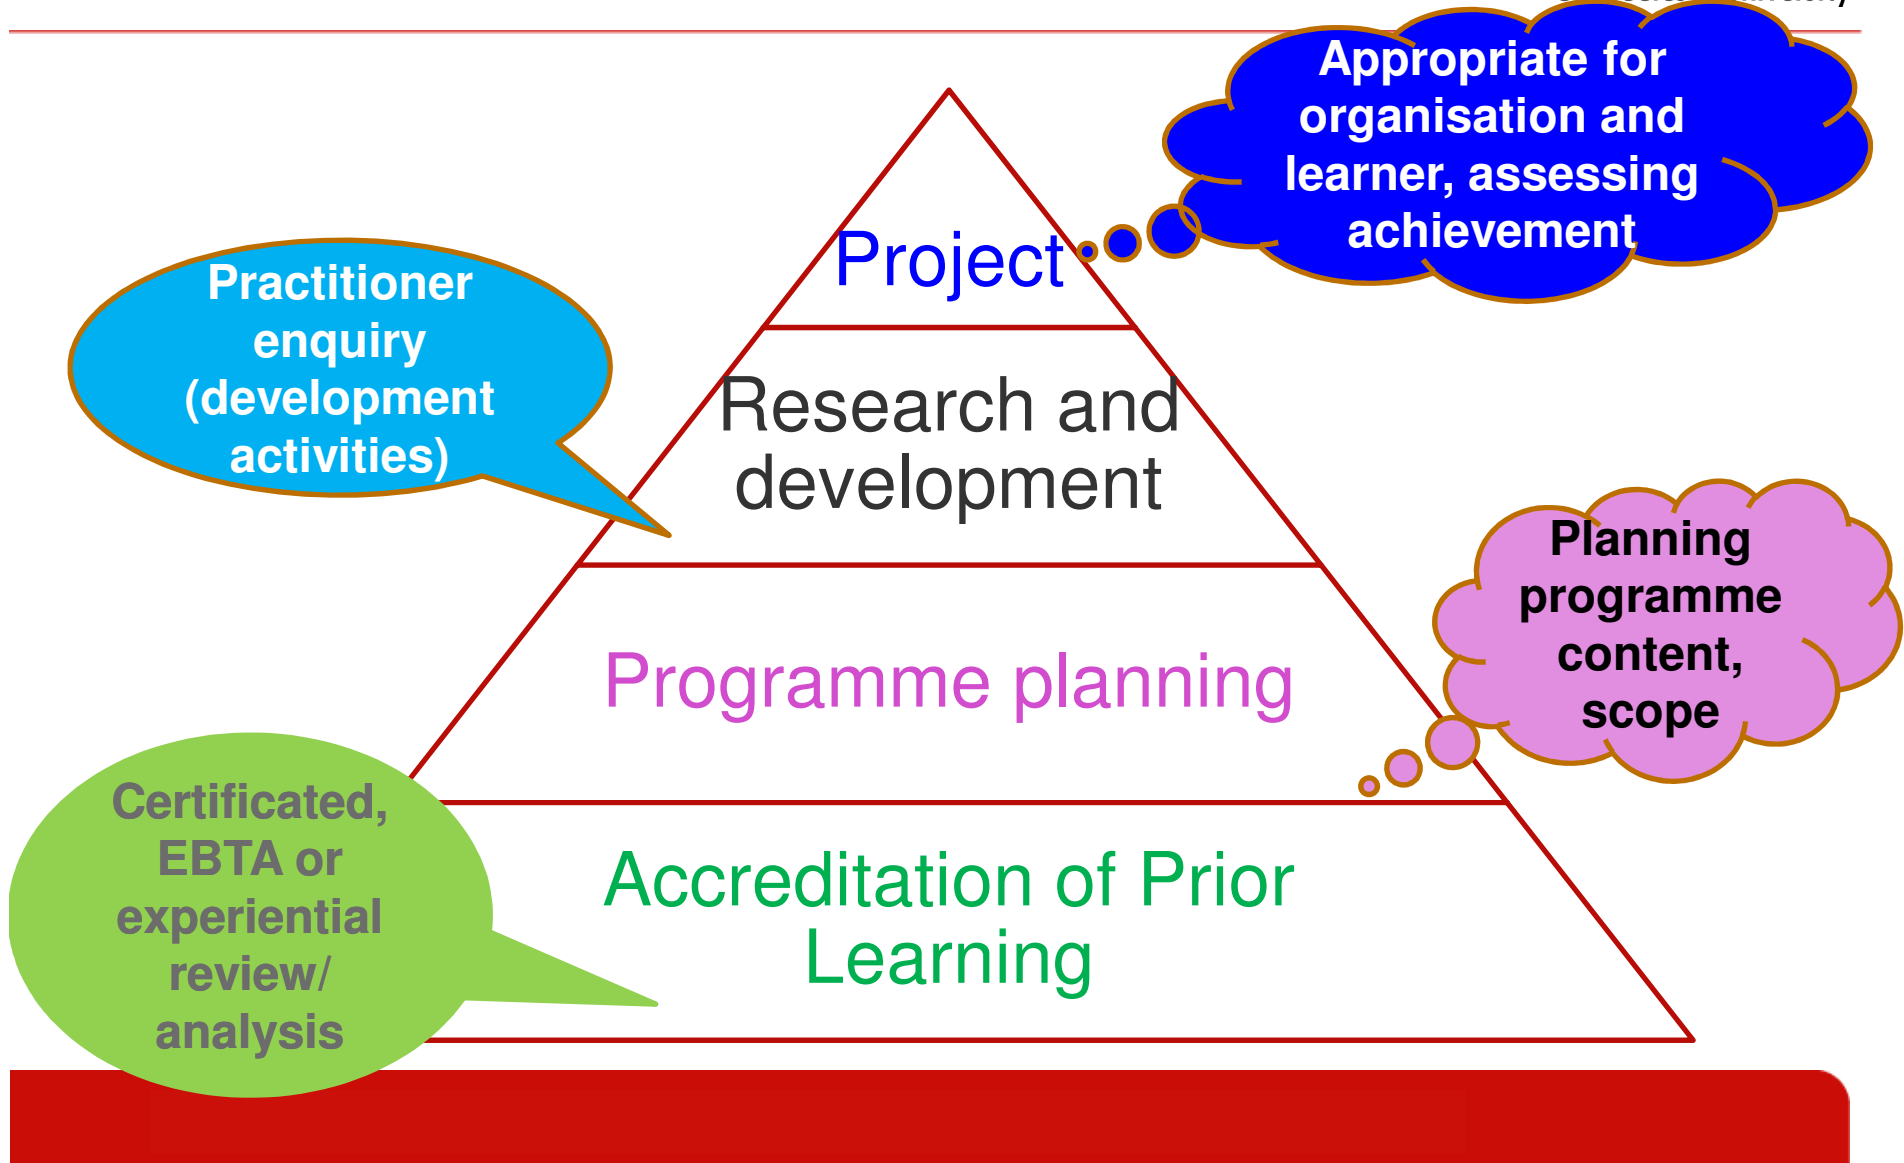 Appropriate for
organisation and
learner, assessing
achievement
Project
Practitioner
enquiry
(development
activities)
Research and
development
Planning
programme
content,
scope
Programme planning
Certificated,
EBTA or
experiential
review/
analysis
Accreditation of Prior
Learning